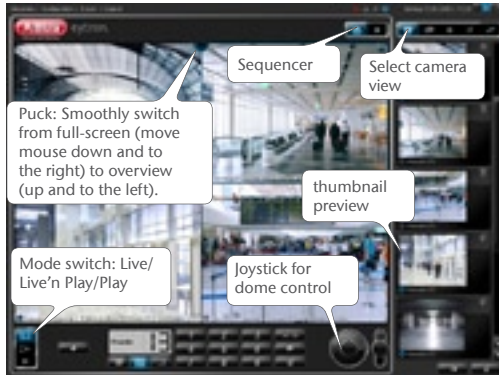 eytron
Sequencer
Select camera
view
Puck: Smoothly switch
from full-screen (move
mouse down and to
the right) to overview
(up and to the left).
thumbnail
preview
Mode switch: Live/
Live'n Play/Play
Joystick for
dome control